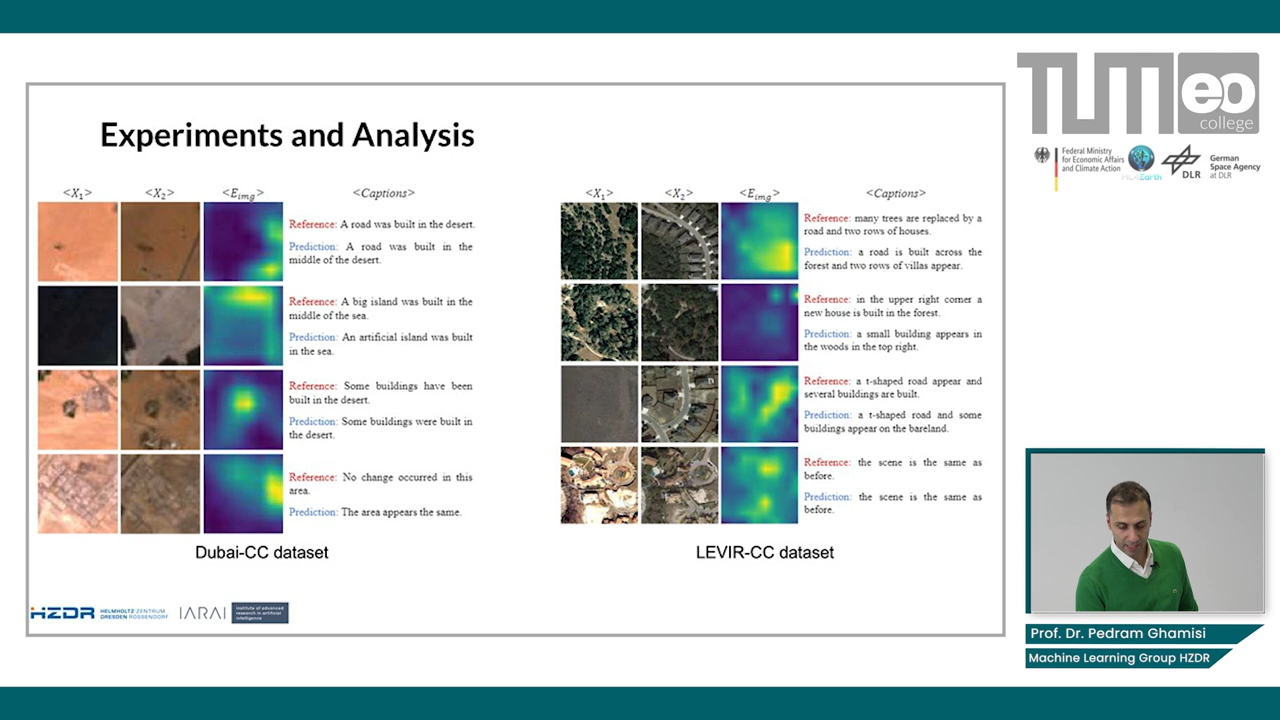 Experiments and Analysis
<X1> <X2> <Eimg> <Captions>
Reference: A road was built in the desert.
Prediction: A road was built in the
middle of the desert.
Reference: A big island was built in the
middle of the sea.
Prediction: An artificial island was built
in the sea.
Reference: Some buildings have been
built in the desert.
Prediction: Some buildings were built in
the desert.
Reference: No change occurred in this
area.
Prediction: The area appears the same.
Dubai-CC dataset
<X1> <X2> <Eimg> <Captions>
Reference: many trees are replaced by a
road and two rows of houses.
Prediction: a road is built across the
forest and two rows of villas appear.
Reference: in the upper right corner a
new house is built in the forest.
Prediction: a small building appears in
the woods in the top right.
Reference: a t-shaped road appear and
several buildings are built.
Prediction: a t-shaped road and some
buildings appear on the bareland.
Reference: the scene is the same as
before.
Prediction: the scene is the same as
before.
LEVIR-CC dataset
HZDR
HELMHOLTZ ZENTRUM
DRESDEN ROSSENDORF
IARAI
institute of advanced
research in artificial
intelligence
TUM
eo
college
Federal Ministry
for Economic Affairs
and Climate Action
DLR
German
Space Agency
at DLR
Prof. Dr. Pedram Ghamisi
Machine Learning Group HZDR